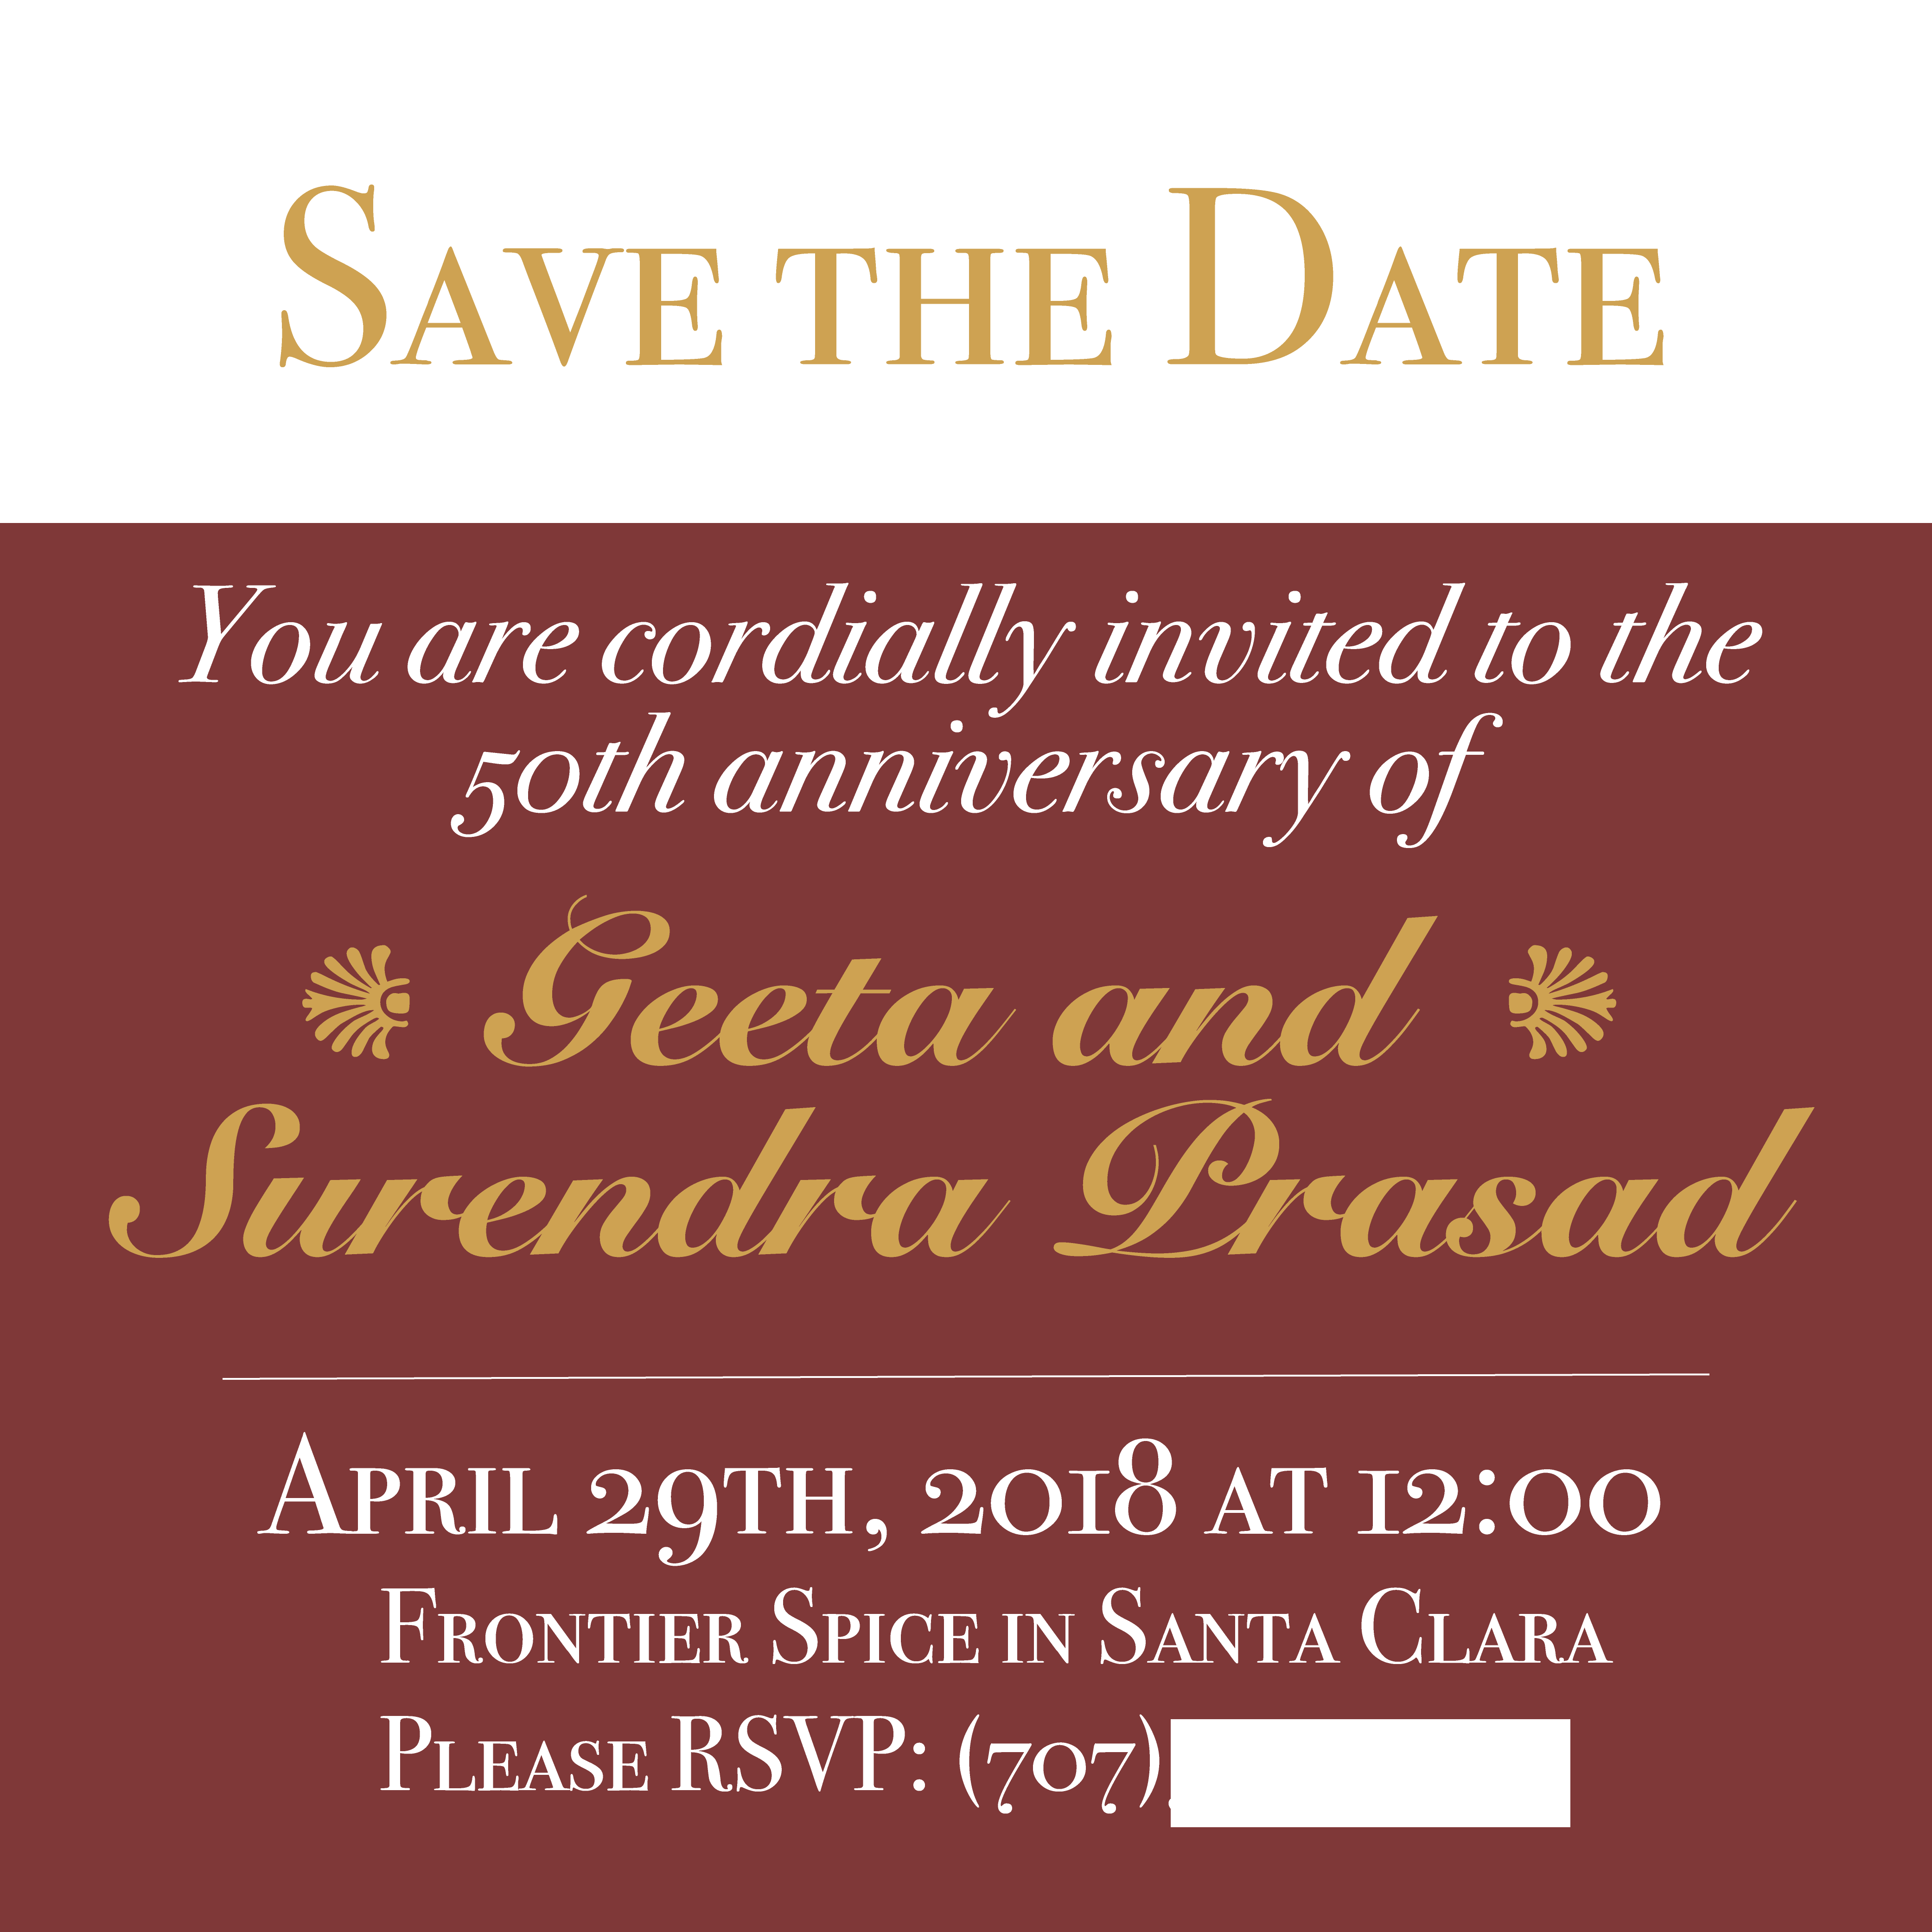 Save the Date
You are cordially invited to the
50th anniversary of
Geeta and
Surendra Prasad
April 29th, 2018 at 12:00
Frontier Spice in Santa Clara
Please RSVP: (707)